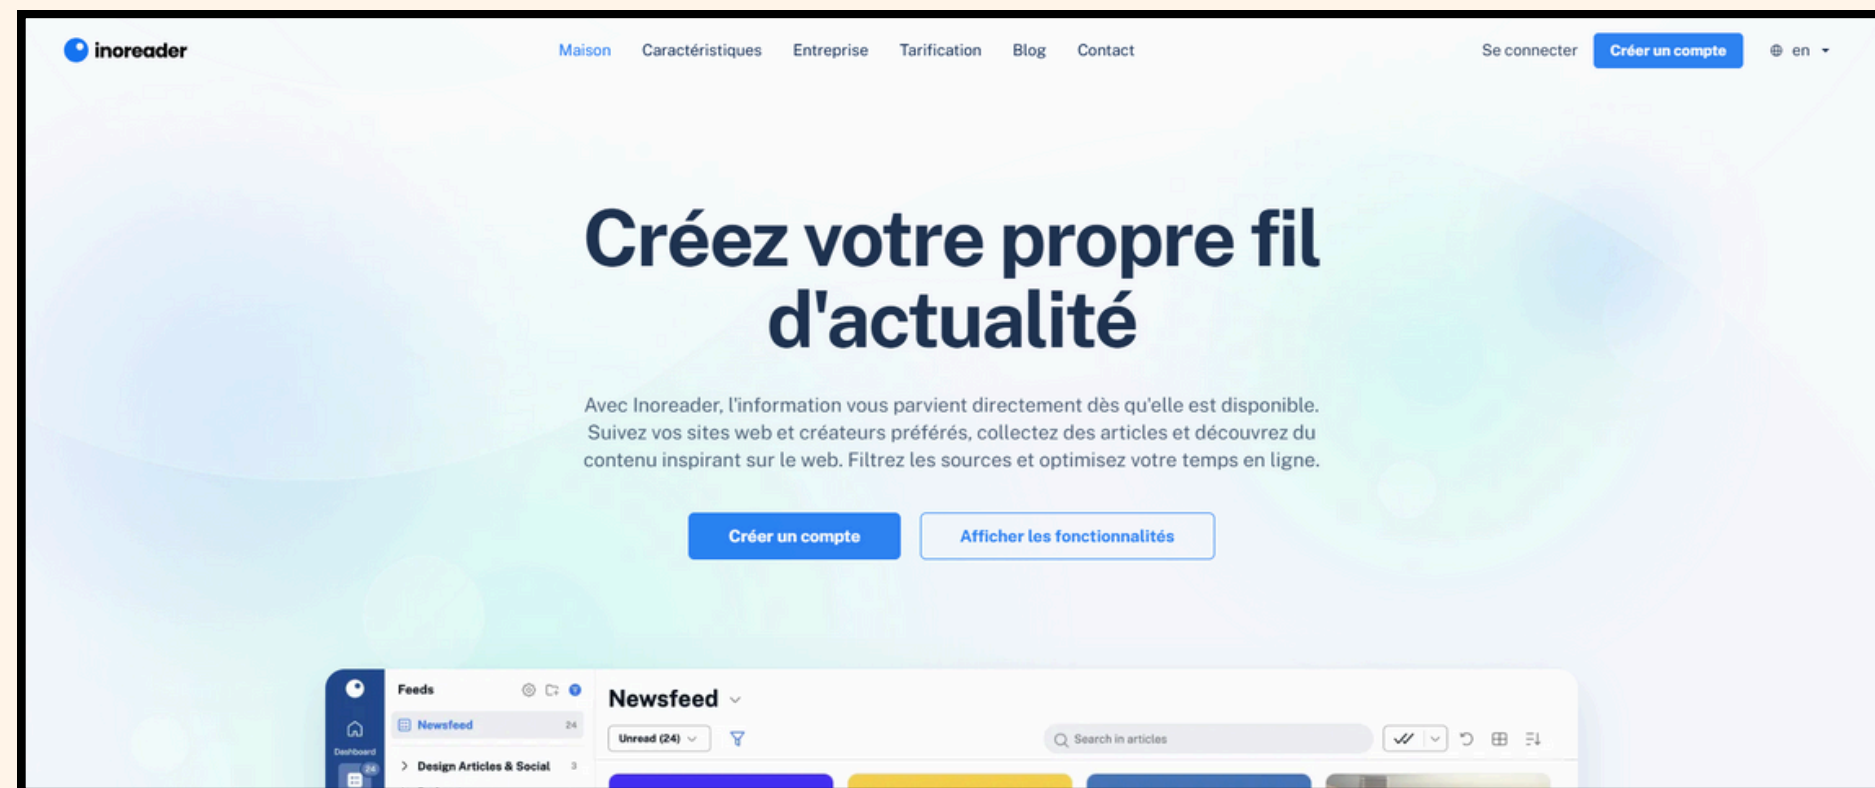 inoreader
Maison Caractéristiques Entreprise Tarification Blog Contact
Se connecter Créer un compte en
Créez votre propre fil
d'actualité
Avec Inoreader, l'information vous parvient directement dès qu'elle est disponible.
Suivez vos sites web et créateurs préférés, collectez des articles et découvrez du
contenu inspirant sur le web. Filtrez les sources et optimisez votre temps en ligne.
Créer un compte Afficher les fonctionnalités
Dashboard
24
Feeds
Newsfeed 24
Design Articles & Social 3
Newsfeed
Unread (24)
Search in articles